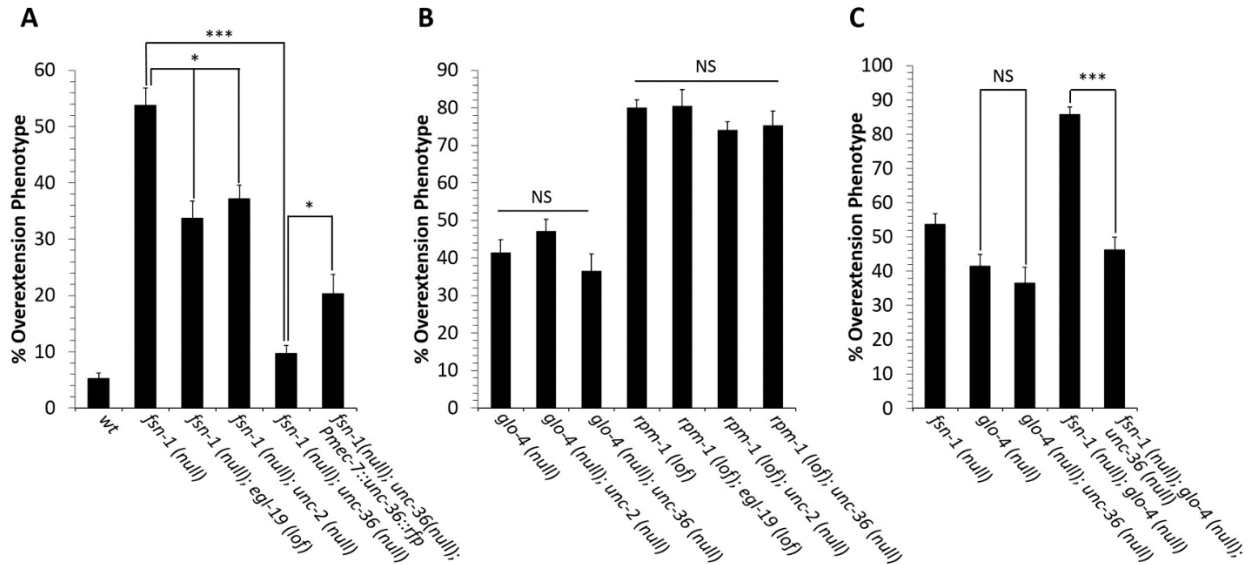 A
% Overextension Phenotype
60
50
40
30
20
10
0
***
*
*
wt
fsn-1 (null)
fsn-1 (null); egl-19 (lof)
fsn-1 (null); unc-2 (null)
fsn-1 (null); unc-36 (null)
fsn-1(null); unc-36(null);
Pmec-7::unc-36::rfp
B
% Overextension Phenotype
90
80
70
60
50
40
30
20
10
0
NS
NS
glo-4 (null)
glo-4 (null); unc-2 (null)
glo-4 (null); unc-36 (null)
rpm-1 (lof)
rpm-1 (lof); egl-19 (lof)
rpm-1 (lof); unc-2 (null)
rpm-1 (lof); unc-36 (null)
C
% Overextension Phenotype
100
90
80
70
60
50
40
30
20
10
0
NS
***
fsn-1 (null)
glo-4 (null)
glo-4 (null); unc-36 (null)
fsn-1 (null); glo-4 (null)
fsn-1 (null); glo-4 (null);
unc-36 (null)